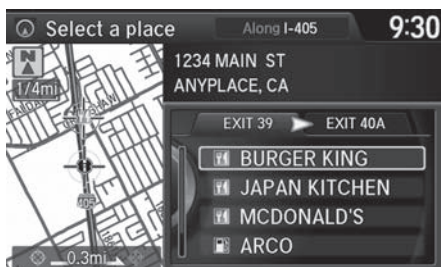 Select a place
Along I-405
9:30
N
1/4mi
1234 MAIN ST
ANYPLACE, CA
EXIT 39 EXIT 40A
BURGER KING
JAPAN KITCHEN
MCDONALD'S
ARCO
405
0.3mi